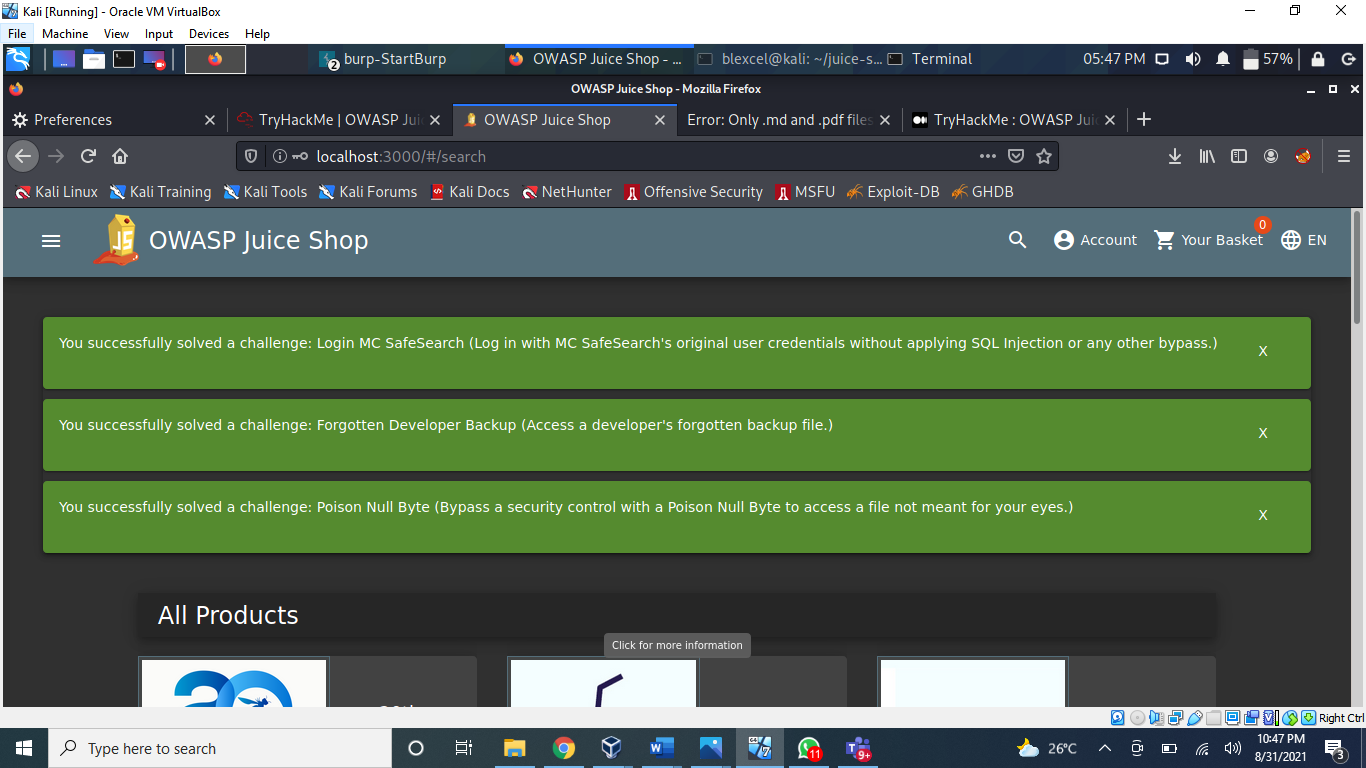 Kali [Running] - Oracle VM VirtualBox
File Machine View Input Devices Help
2 burp-StartBurp OWASP Juice Shop - ... blexcel@kali: ~/juice-s... Terminal 05:47 PM 57%
OWASP Juice Shop - Mozilla Firefox
Preferences TryHackMe | OWASP Jui OWASP Juice Shop Error: Only .md and .pdf files TryHackMe : OWASP Jui
localhost:3000/#/search
Kali Linux Kali Training Kali Tools Kali Forums Kali Docs NetHunter Offensive Security MSFU Exploit-DB GHDB
JS OWASP Juice Shop Account Your Basket 0 EN
You successfully solved a challenge: Login MC SafeSearch (Log in with MC SafeSearch's original user credentials without applying SQL Injection or any other bypass.) X
You successfully solved a challenge: Forgotten Developer Backup (Access a developer's forgotten backup file.) X
You successfully solved a challenge: Poison Null Byte (Bypass a security control with a Poison Null Byte to access a file not meant for your eyes.) X
All Products
Click for more information
Right Ctrl
Type here to search 11 9+ 26°C 10:47 PM
8/31/2021 3